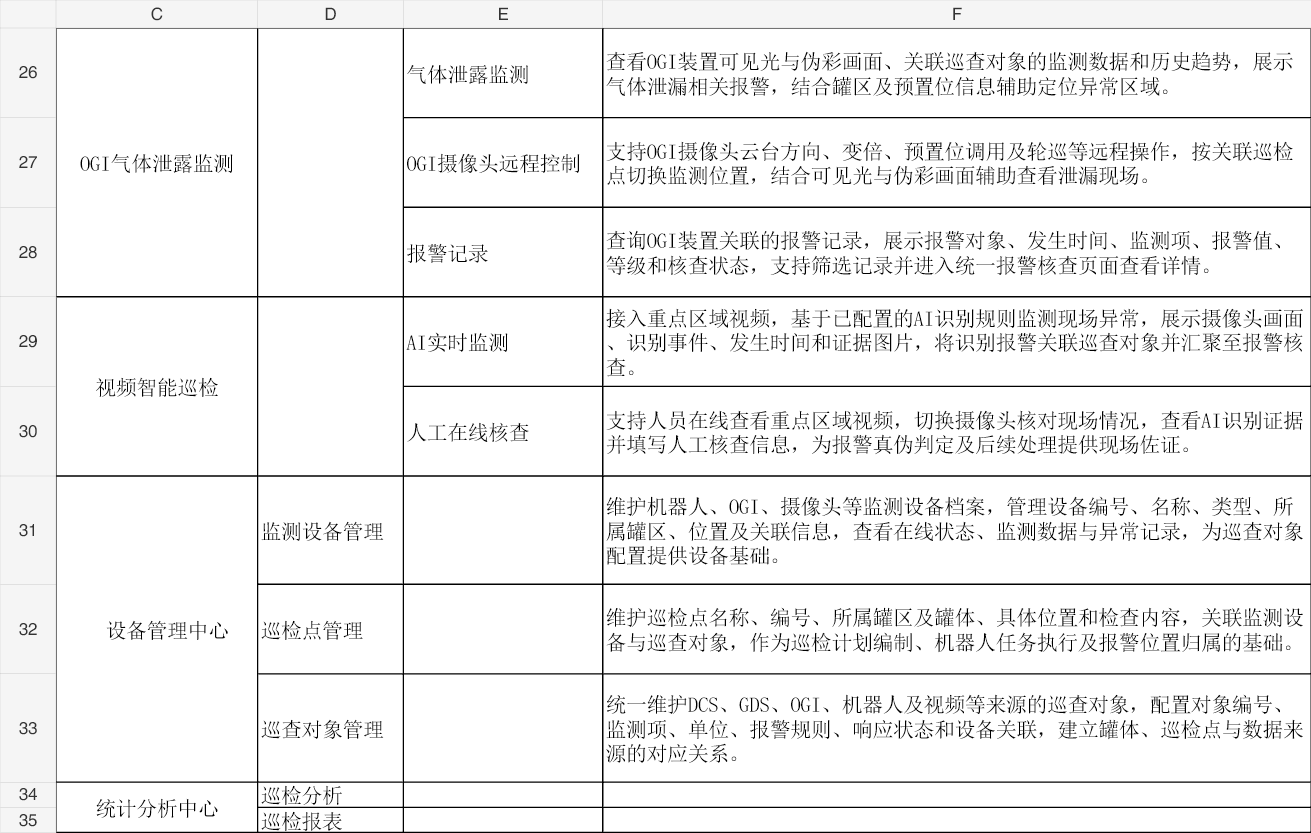 C D E F
26
气体泄露监测
查看OGI装置可见光与伪彩画面、关联巡查对象的监测数据和历史趋势，展示
气体泄漏相关报警，结合罐区及预置位信息辅助定位异常区域。
OGI气体泄露监测
27
OGI摄像头远程控制
支持OGI摄像头云台方向、变倍、预置位调用及轮巡等远程操作，按关联巡检
点切换监测位置，结合可见光与伪彩画面辅助查看泄漏现场。
28
报警记录
查询OGI装置关联的报警记录，展示报警对象、发生时间、监测项、报警值、
等级和核查状态，支持筛选记录并进入统一报警核查页面查看详情。
29
AI实时监测
接入重点区域视频，基于已配置的AI识别规则监测现场异常，展示摄像头画面
、识别事件、发生时间和证据图片，将识别报警关联巡查对象并汇聚至报警核
查。
视频智能巡检
30
人工在线核查
支持人员在线查看重点区域视频，切换摄像头核对现场情况，查看AI识别证据
并填写人工核查信息，为报警真伪判定及后续处理提供现场佐证。
31
监测设备管理
维护机器人、OGI、摄像头等监测设备档案，管理设备编号、名称、类型、所
属罐区、位置及关联信息，查看在线状态、监测数据与异常记录，为巡查对象
配置提供设备基础。
设备管理中心
32
巡检点管理
维护巡检点名称、编号、所属罐区及罐体、具体位置和检查内容，关联监测设
备与巡查对象，作为巡检计划编制、机器人任务执行及报警位置归属的基础。
33
巡查对象管理
统一维护DCS、GDS、OGI、机器人及视频等来源的巡查对象，配置对象编号、
监测项、单位、报警规则、响应状态和设备关联，建立罐体、巡检点与数据来
源的对应关系。
34
统计分析中心
巡检分析
35
巡检报表